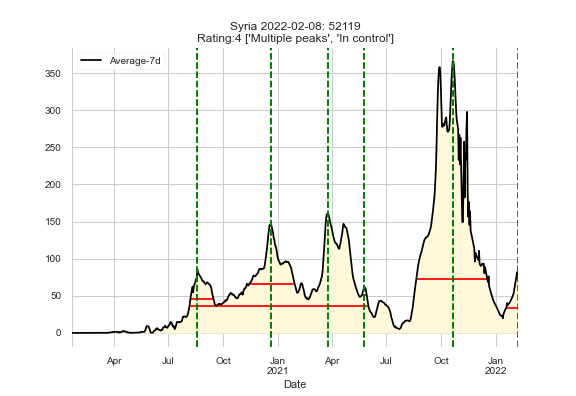 Syria 2022-02-08: 52119
Rating:4 ['Multiple peaks', 'In control']
Average-7d
350
300
250
200
150
100
50
0
Apr
Jul
Oct
Jan
2021
Apr
Jul
Oct
Jan
2022
Date